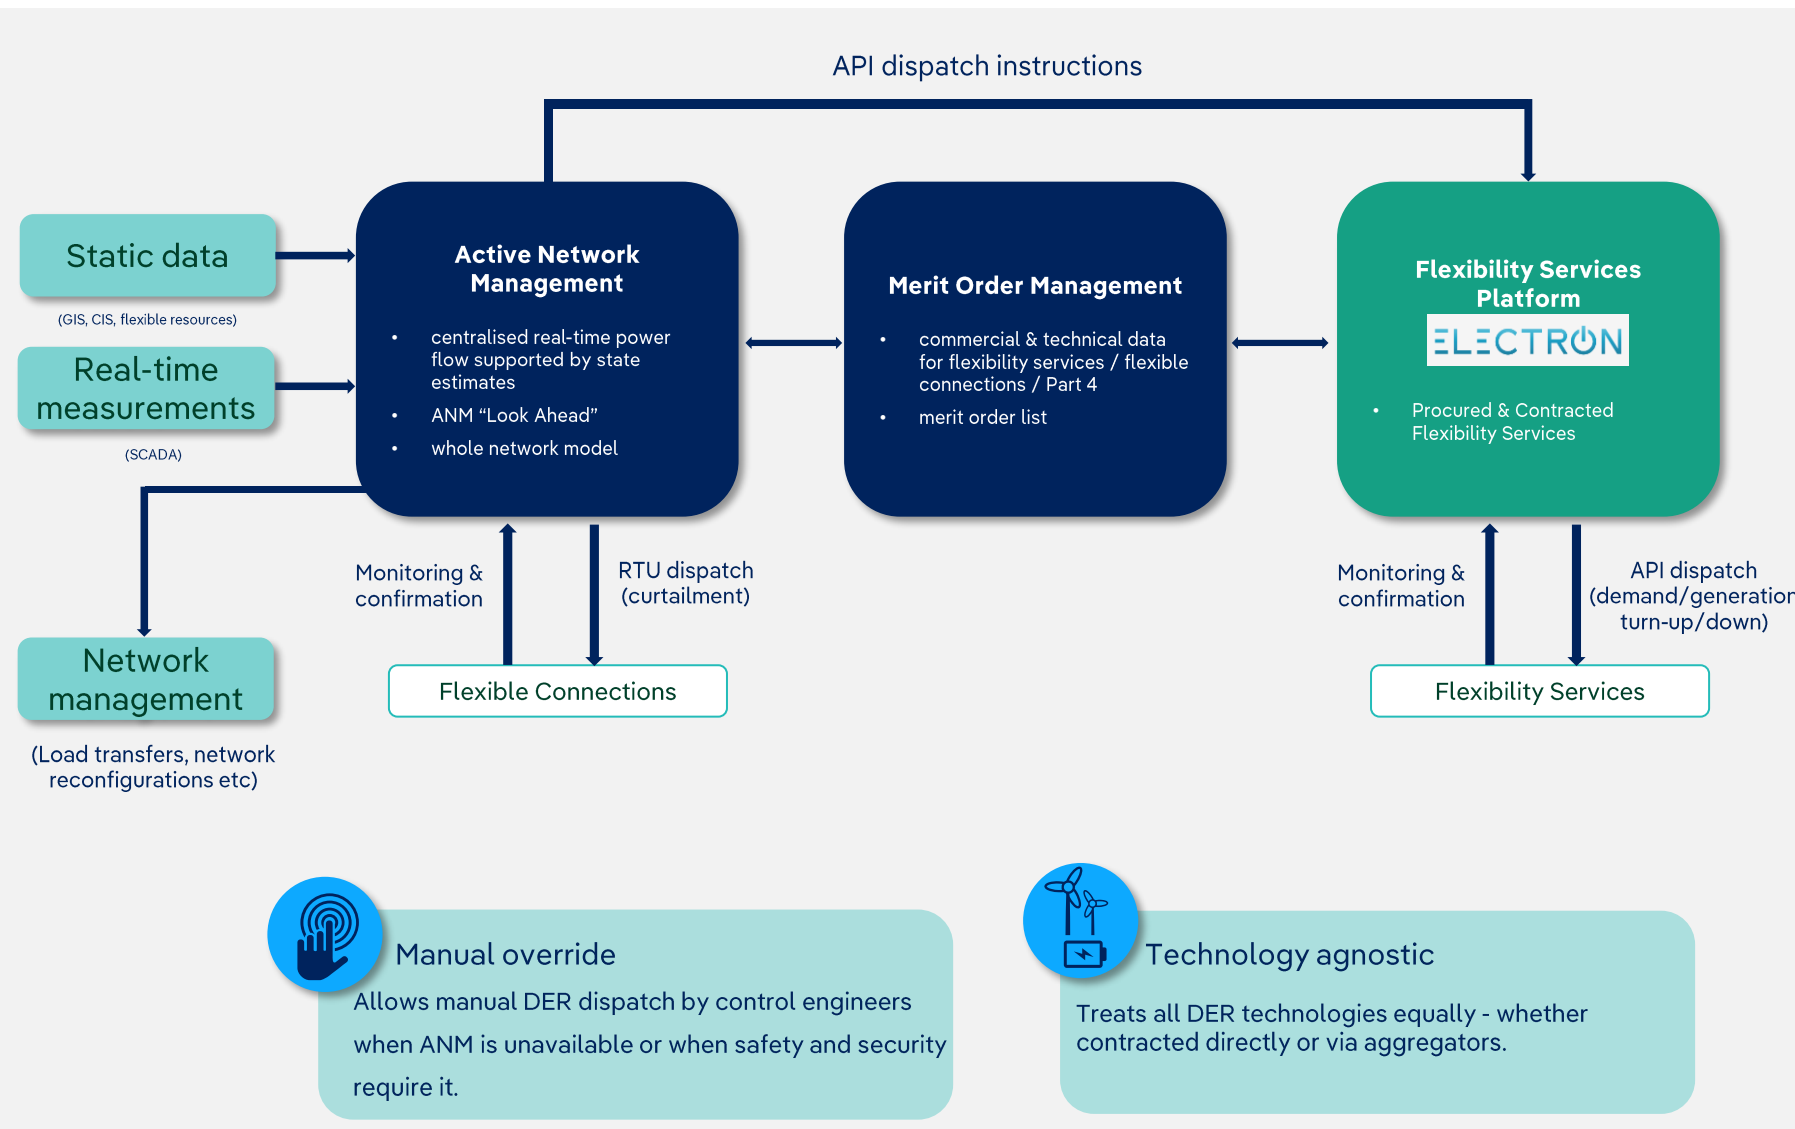 API dispatch instructions
Static data
(GIS, CIS, flexible resources)
Real-time
measurements
(SCADA)
Active Network
Management
• centralised real-time power
flow supported by state
estimates
• ANM “Look Ahead”
• whole network model
Merit Order Management
• commercial & technical data
for flexibility services / flexible
connections / Part 4
• merit order list
Flexibility Services
Platform
ELECTRON
• Procured & Contracted
Flexibility Services
Monitoring &
confirmation
RTU dispatch
(curtailment)
Monitoring &
confirmation
API dispatch
(demand/generation
turn-up/down)
Network
management
(Load transfers, network
reconfigurations etc)
Flexible Connections
Flexibility Services
Manual override
Allows manual DER dispatch by control engineers
when ANM is unavailable or when safety and security
require it.
Technology agnostic
Treats all DER technologies equally - whether
contracted directly or via aggregators.